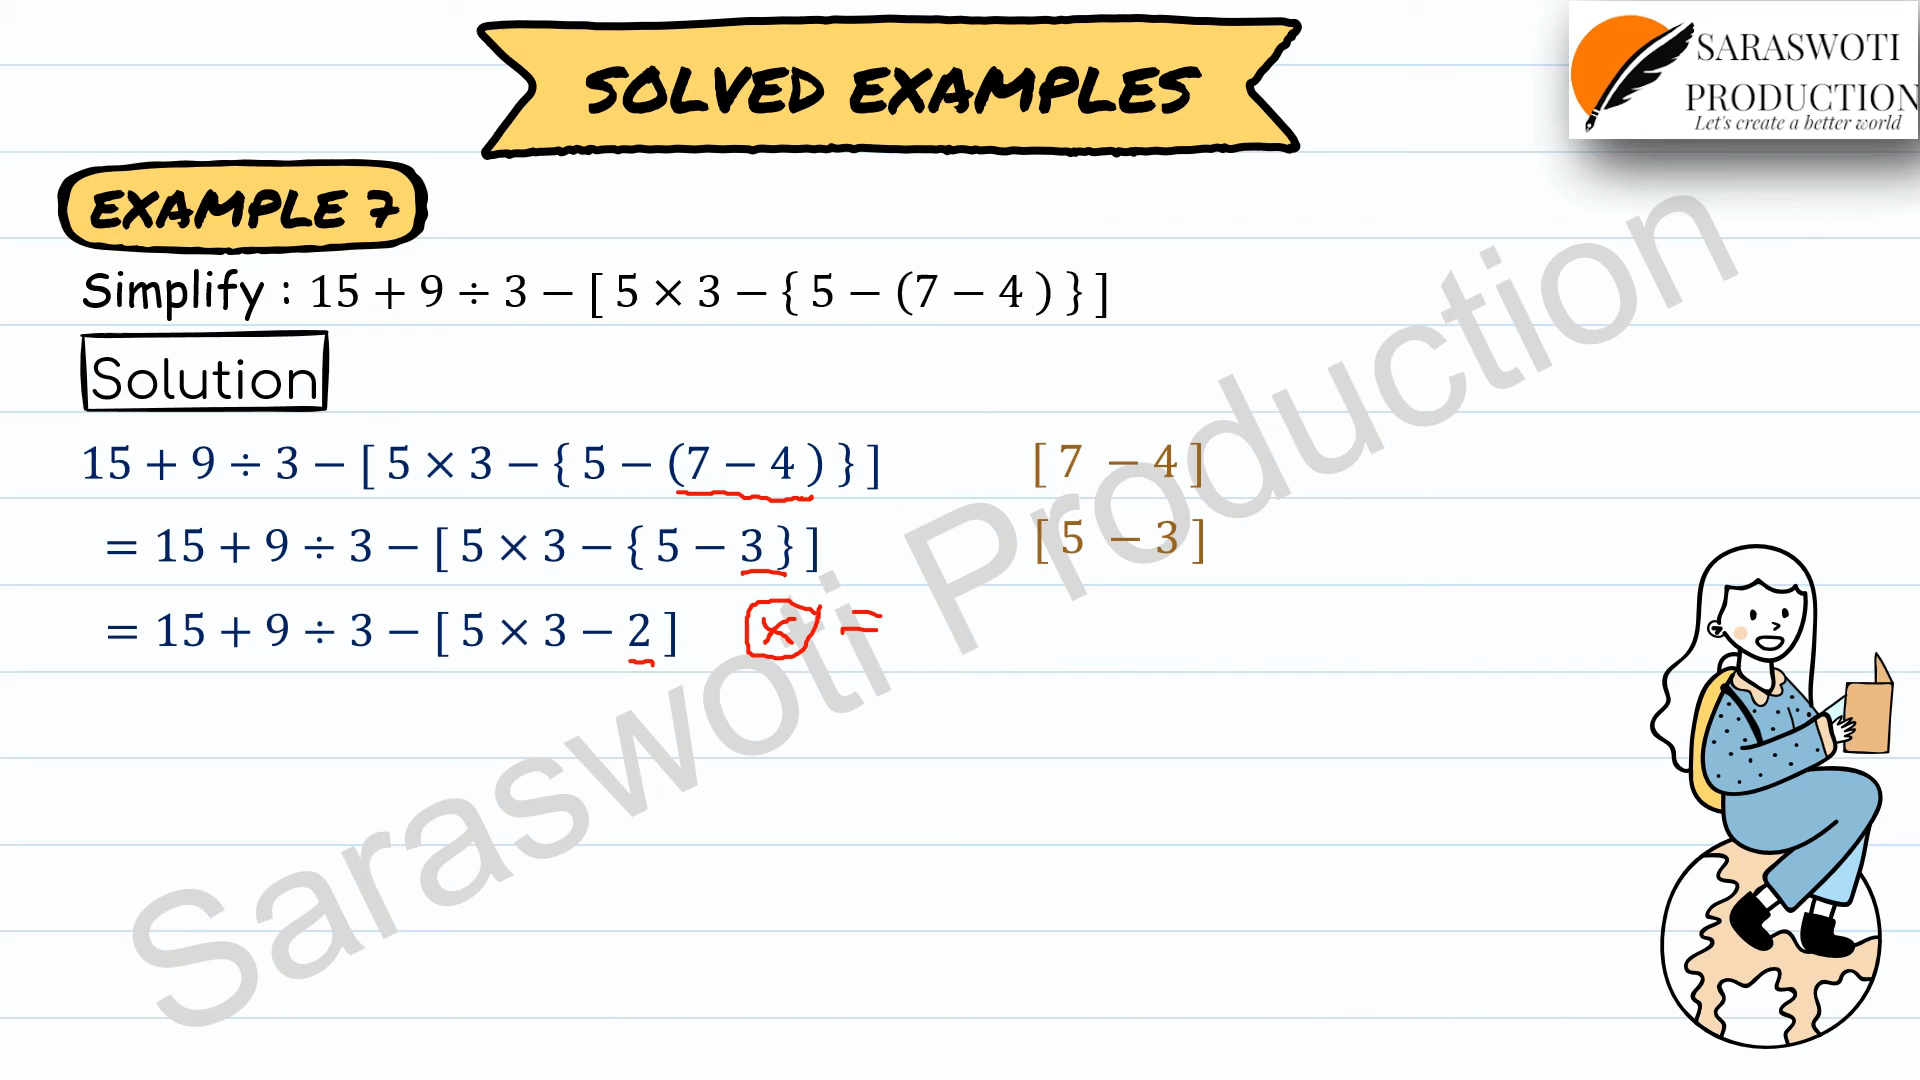 SOLVED EXAMPLES
SARASWOTI
PRODUCTION
Let's create a better world
EXAMPLE 7
Simplify : 15 + 9 ÷ 3 − [ 5 × 3 − { 5 − (7 − 4 ) } ]
Solution
15 + 9 ÷ 3 − [ 5 × 3 − { 5 − (7 − 4 ) } ] [ 7 − 4 ]
= 15 + 9 ÷ 3 − [ 5 × 3 − { 5 − 3 } ] [ 5 − 3 ]
= 15 + 9 ÷ 3 − [ 5 × 3 − 2 ] × =
Saraswoti Production